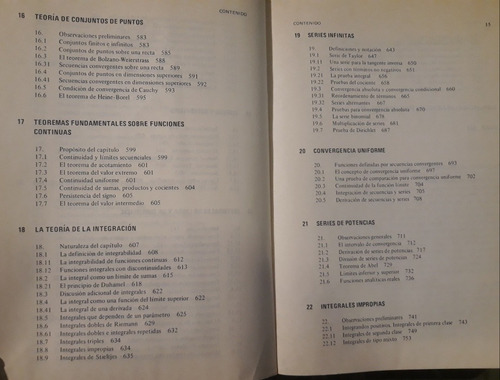 CONTENIDO
16 TEORÍA DE CONJUNTOS DE PUNTOS
16. Observaciones preliminares 583
16.1 Conjuntos finitos e infinitos 583
16.2 Conjuntos de puntos sobre una recta 585
16.3 El teorema de Bolzano-Weierstrass 588
16.31 Secuencias convergentes sobre una recta 589
16.4 Conjuntos de puntos en dimensiones superiores 591
16.41 Secuencias convergentes en dimensiones superiores 592
16.5 Condición de convergencia de Cauchy 593
16.6 El teorema de Heine-Borel 595
17 TEOREMAS FUNDAMENTALES SOBRE FUNCIONES
CONTINUAS
17. Propósito del capítulo 599
17.1 Continuidad y límites secuenciales 599
17.2 El teorema de acotamiento 601
17.3 El teorema del valor extremo 601
17.4 Continuidad uniforme 601
17.5 Continuidad de sumas, productos y cocientes 604
17.6 Persistencia del signo 605
17.7 El teorema del valor intermedio 605
18 LA TEORÍA DE LA INTEGRACIÓN
18. Naturaleza del capítulo 607
18.1 La definición de integrabilidad 608
18.11 La integrabilidad de funciones continuas 612
18.12 Funciones integrables con discontinuidades 613
18.2 La integral como un límite de sumas 615
18.21 El principio de Duhamel 618
18.3 Discusión adicional de integrales 622
18.4 La integral como una función del límite superior 622
18.41 La integral de una derivada 624
18.5 Integrales que dependen de un parámetro 625
18.6 Integrales dobles de Riemann 629
18.61 Integrales dobles e integrales repetidas 632
18.7 Integrales triples 634
18.8 Integrales impropias 634
18.9 Integrales de Stieltjes 635
CONTENIDO 15
19 SERIES INFINITAS
19. Definiciones y notación 643
19.1 Series de Taylor 647
19.11 Una serie para la tangente inversa 650
19.2 Series con términos no negativos 651
19.21 La prueba integral 656
19.22 Pruebas del cociente 658
19.3 Convergencia absoluta y convergencia condicional 660
19.31 Reordenamiento de términos 665
19.32 Series alternantes 667
19.4 Pruebas para convergencia absoluta 670
19.5 La serie binomial 678
19.6 Multiplicación de series 681
19.7 Prueba de Dirichlet 687
20 CONVERGENCIA UNIFORME
20. Funciones definidas por secuencias convergentes 693
20.1 El concepto de convergencia uniforme 697
20.2 Una prueba de comparación para convergencia uniforme 702
20.3 Continuidad de la función límite 704
20.4 Integración de secuencias y series 705
20.5 Derivación de secuencias y series 708
21 SERIES DE POTENCIAS
21. Observaciones generales 711
21.1 El intervalo de convergencia 712
21.2 Derivación de series de potencias 717
21.3 División de series de potencias 724
21.4 Teorema de Abel 729
21.5 Límites inferior y superior 732
21.6 Funciones analíticas reales 736
22 INTEGRALES IMPROPIAS
22. Observaciones preliminares 741
22.1 Integrandos positivos. Integrales de primera clase 743
22.11 Integrales de segunda clase 749
22.12 Integrales de tipo mixto 753